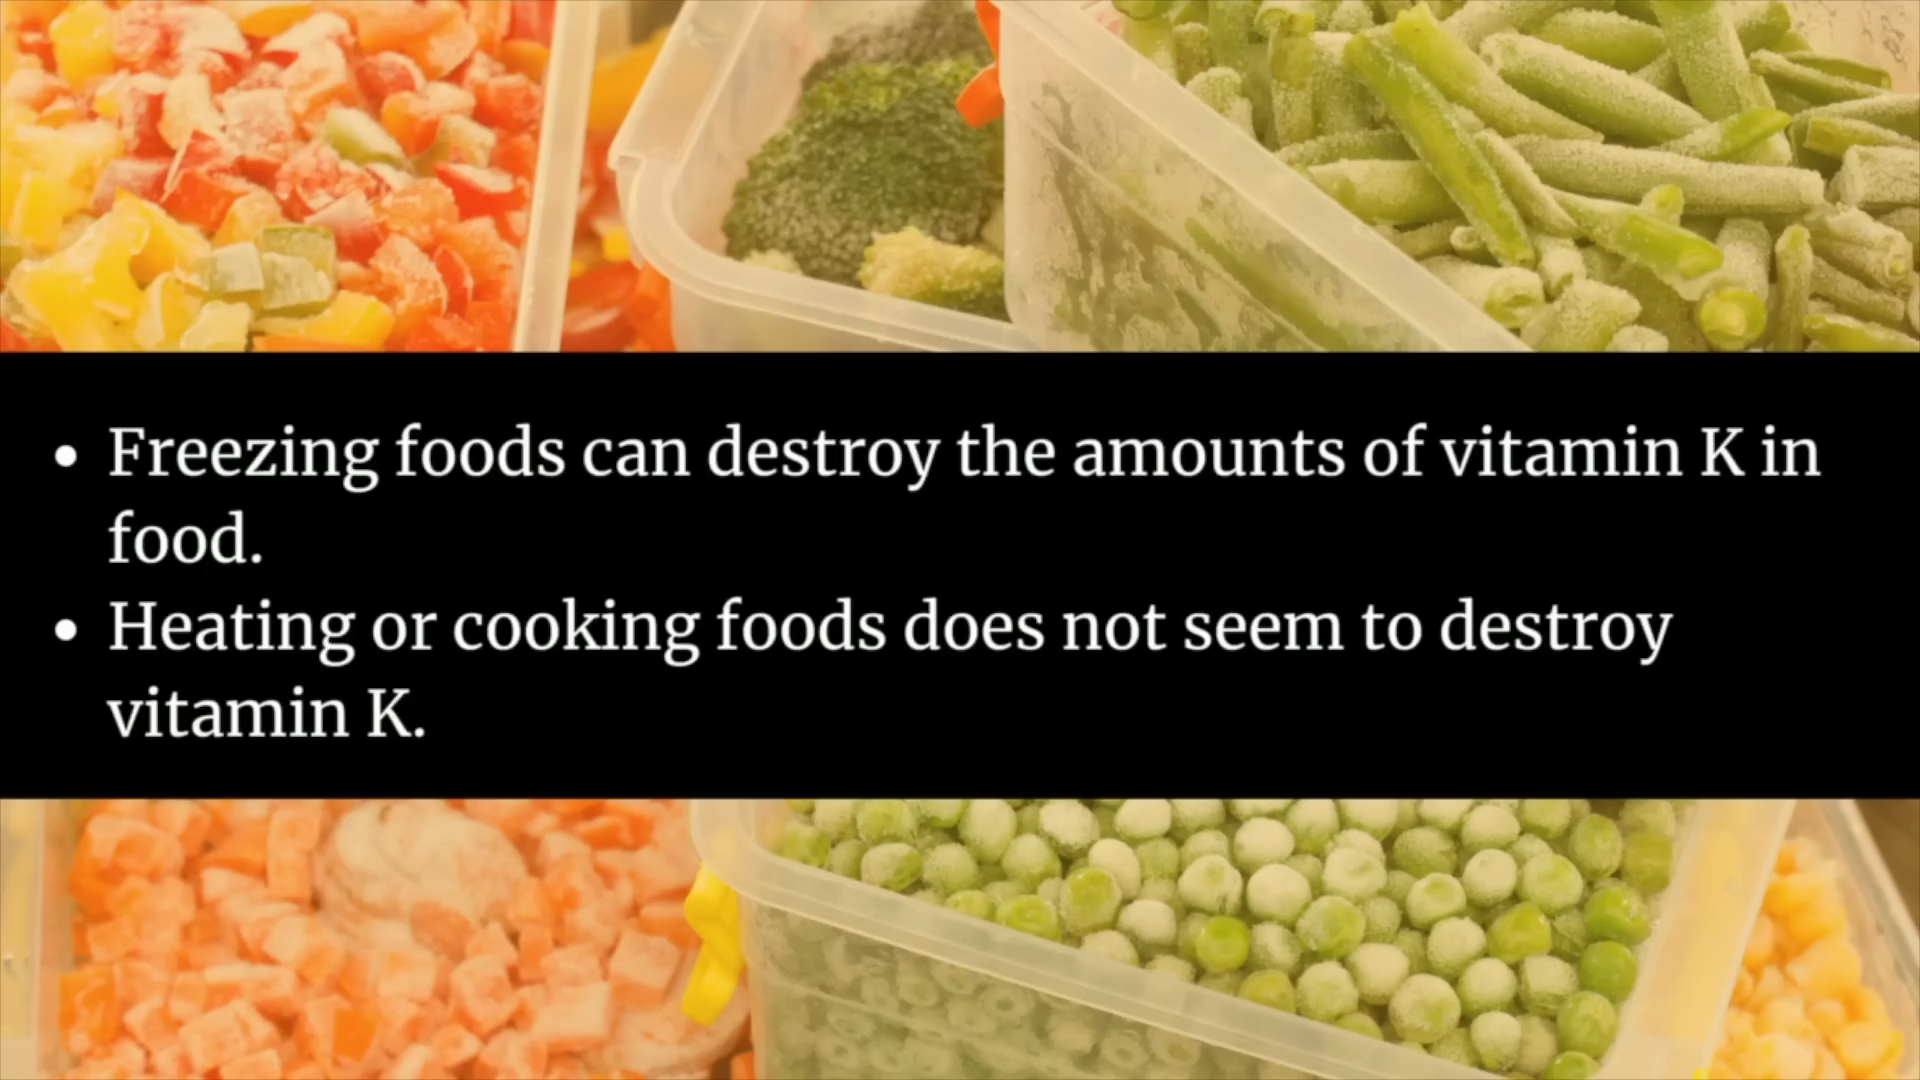 • Freezing foods can destroy the amounts of vitamin K in
food.
• Heating or cooking foods does not seem to destroy
vitamin K.